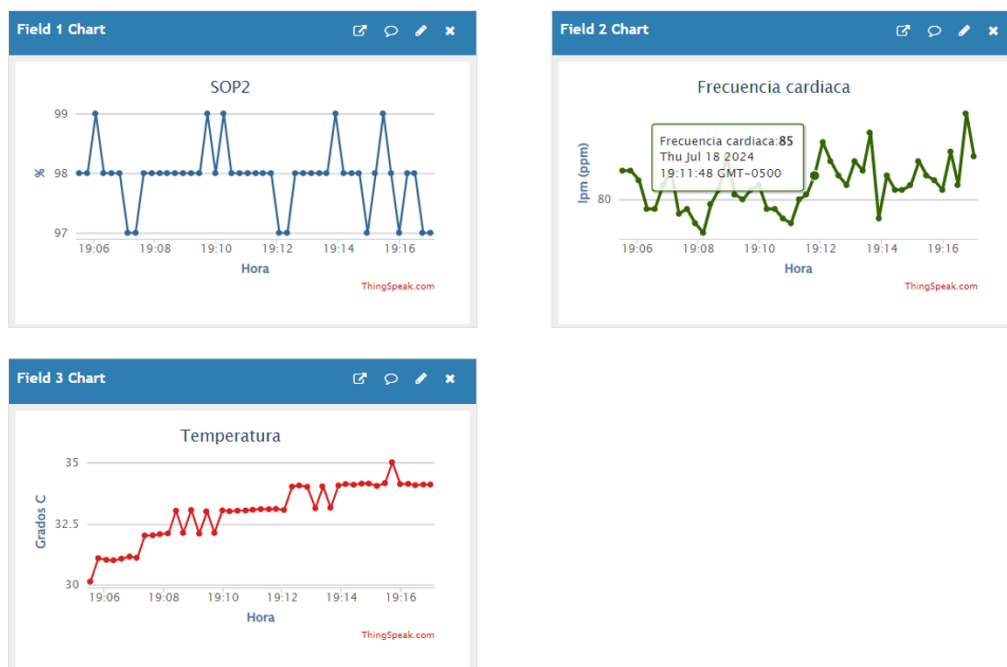 Field 1 Chart
SOP2
99
98
97
%
19:06 19:08 19:10 19:12 19:14 19:16
Hora
ThingSpeak.com
Field 2 Chart
Frecuencia cardiaca
lpm (ppm)
80
Frecuencia cardiaca:85
Thu Jul 18 2024
19:11:48 GMT-0500
19:06 19:08 19:10 19:12 19:14 19:16
Hora
ThingSpeak.com
Field 3 Chart
Temperatura
35
32.5
30
Grados C
19:06 19:08 19:10 19:12 19:14 19:16
Hora
ThingSpeak.com